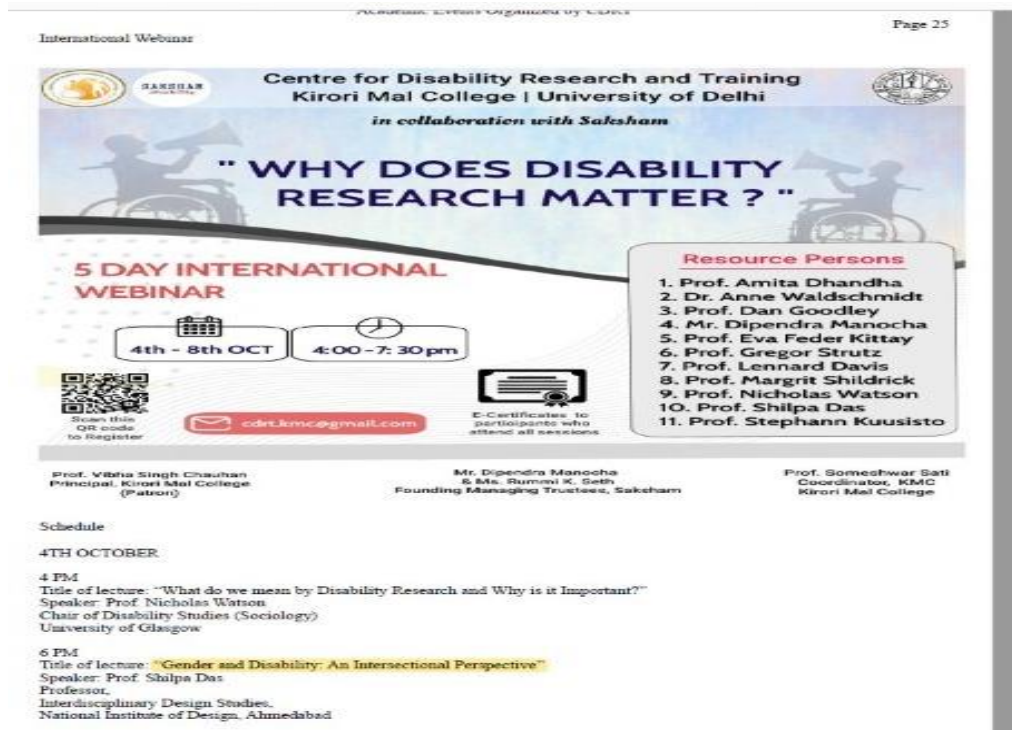 Academic Events Organized by CDRT
Page 25
International Webinar
SAKSHAM
Centre for Disability Research and Training
Kirori Mal College | University of Delhi
in collaboration with Saksham
" WHY DOES DISABILITY
RESEARCH MATTER ? "
5 DAY INTERNATIONAL
WEBINAR
4th - 8th OCT
4:00-7:30pm
Scan this
QR code
to Register
cdrt.kmc@gmail.com
E-Certificates to
participants who
attend all sessions
Resource Persons
1. Prof. Amita Dhandha
2. Dr. Anne Waldschmidt
3. Prof. Dan Goodley
4. Mr. Dipendra Manocha
5. Prof. Eva Feder Kittay
6. Prof. Gregor Strutz
7. Prof. Lennard Davis
8. Prof. Margrit Shildrick
9. Prof. Nicholas Watson
10. Prof. Shilpa Das
11. Prof. Stephann Kuusisto
Prof. Vibha Singh Chauhan
Principal, Kirori Mal College
(Patron)
Mr. Dipendra Manocha
& Ms. Rummi K. Seth
Founding Managing Trustees, Saksham
Prof. Someshwar Sati
Coordinator, KMC
Kirori Mal College
Schedule
4TH OCTOBER
4 PM
Title of lecture: "What do we mean by Disability Research and Why is it Important?"
Speaker: Prof. Nicholas Watson
Chair of Disability Studies (Sociology)
University of Glasgow
6 PM
Title of lecture: "Gender and Disability: An Intersectional Perspective"
Speaker: Prof. Shilpa Das
Professor,
Interdisciplinary Design Studies,
National Institute of Design, Ahmedabad